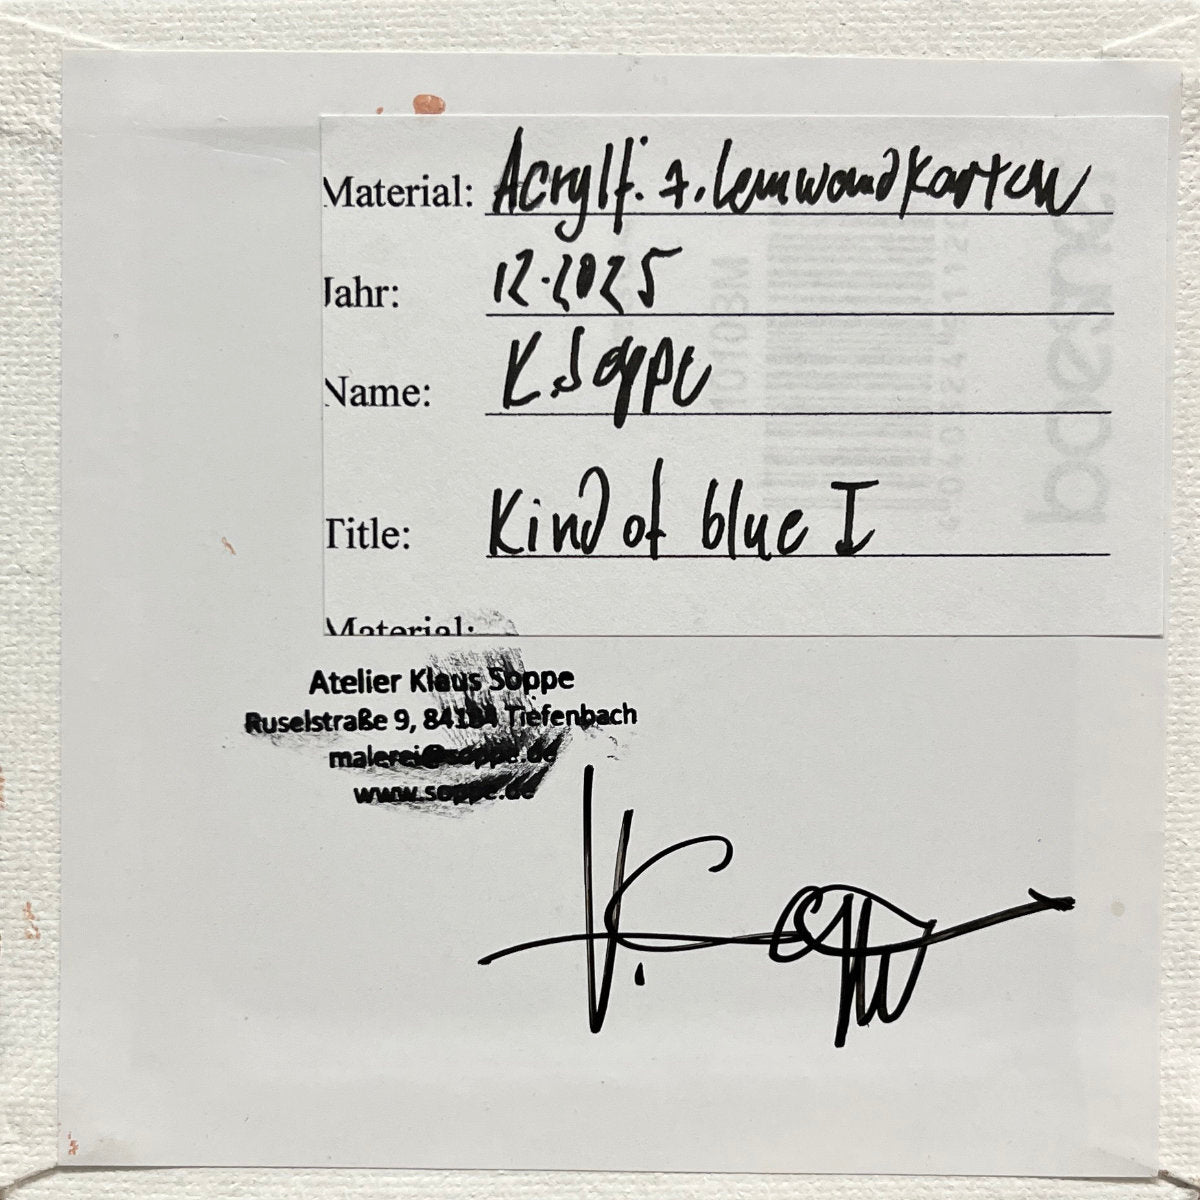 Material: Acrylf. a. Leinwandkarton
Jahr: 12.2025
Name: K. Soppe
Title: Kind of blue I
Material:
Atelier Klaus Soppe
Ruselstraße 9, 84184 Tiefenbach
malerei@soppe.de
www.soppe.de